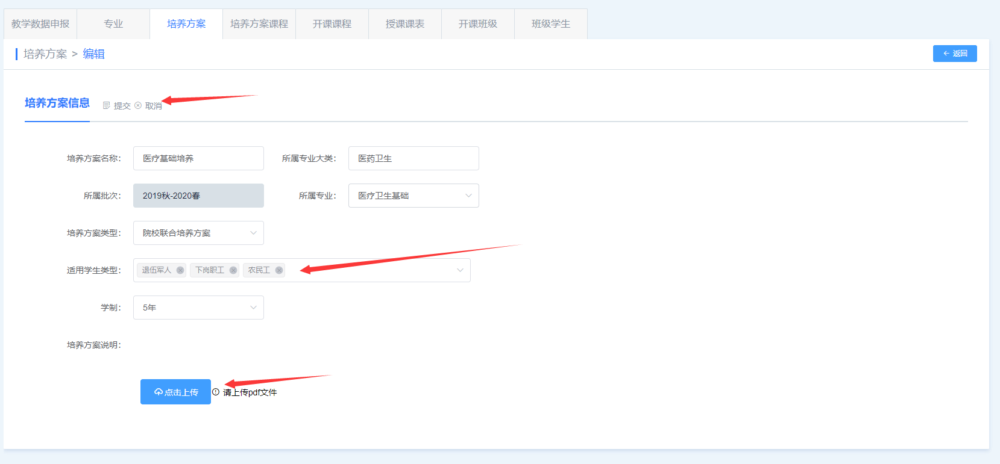 教学数据申报 专业 培养方案 培养方案课程 开课课程 授课课表 开课班级 班级学生
培养方案 > 编辑
← 返回
培养方案信息 提交 取消
培养方案名称: 医疗基础培养 所属专业大类: 医药卫生
所属批次: 2019秋-2020春 所属专业: 医疗卫生基础
培养方案类型: 院校联合培养方案
适用学生类型: 退伍军人 下岗职工 农民工
学制: 5年
培养方案说明:
点击上传 请上传pdf文件